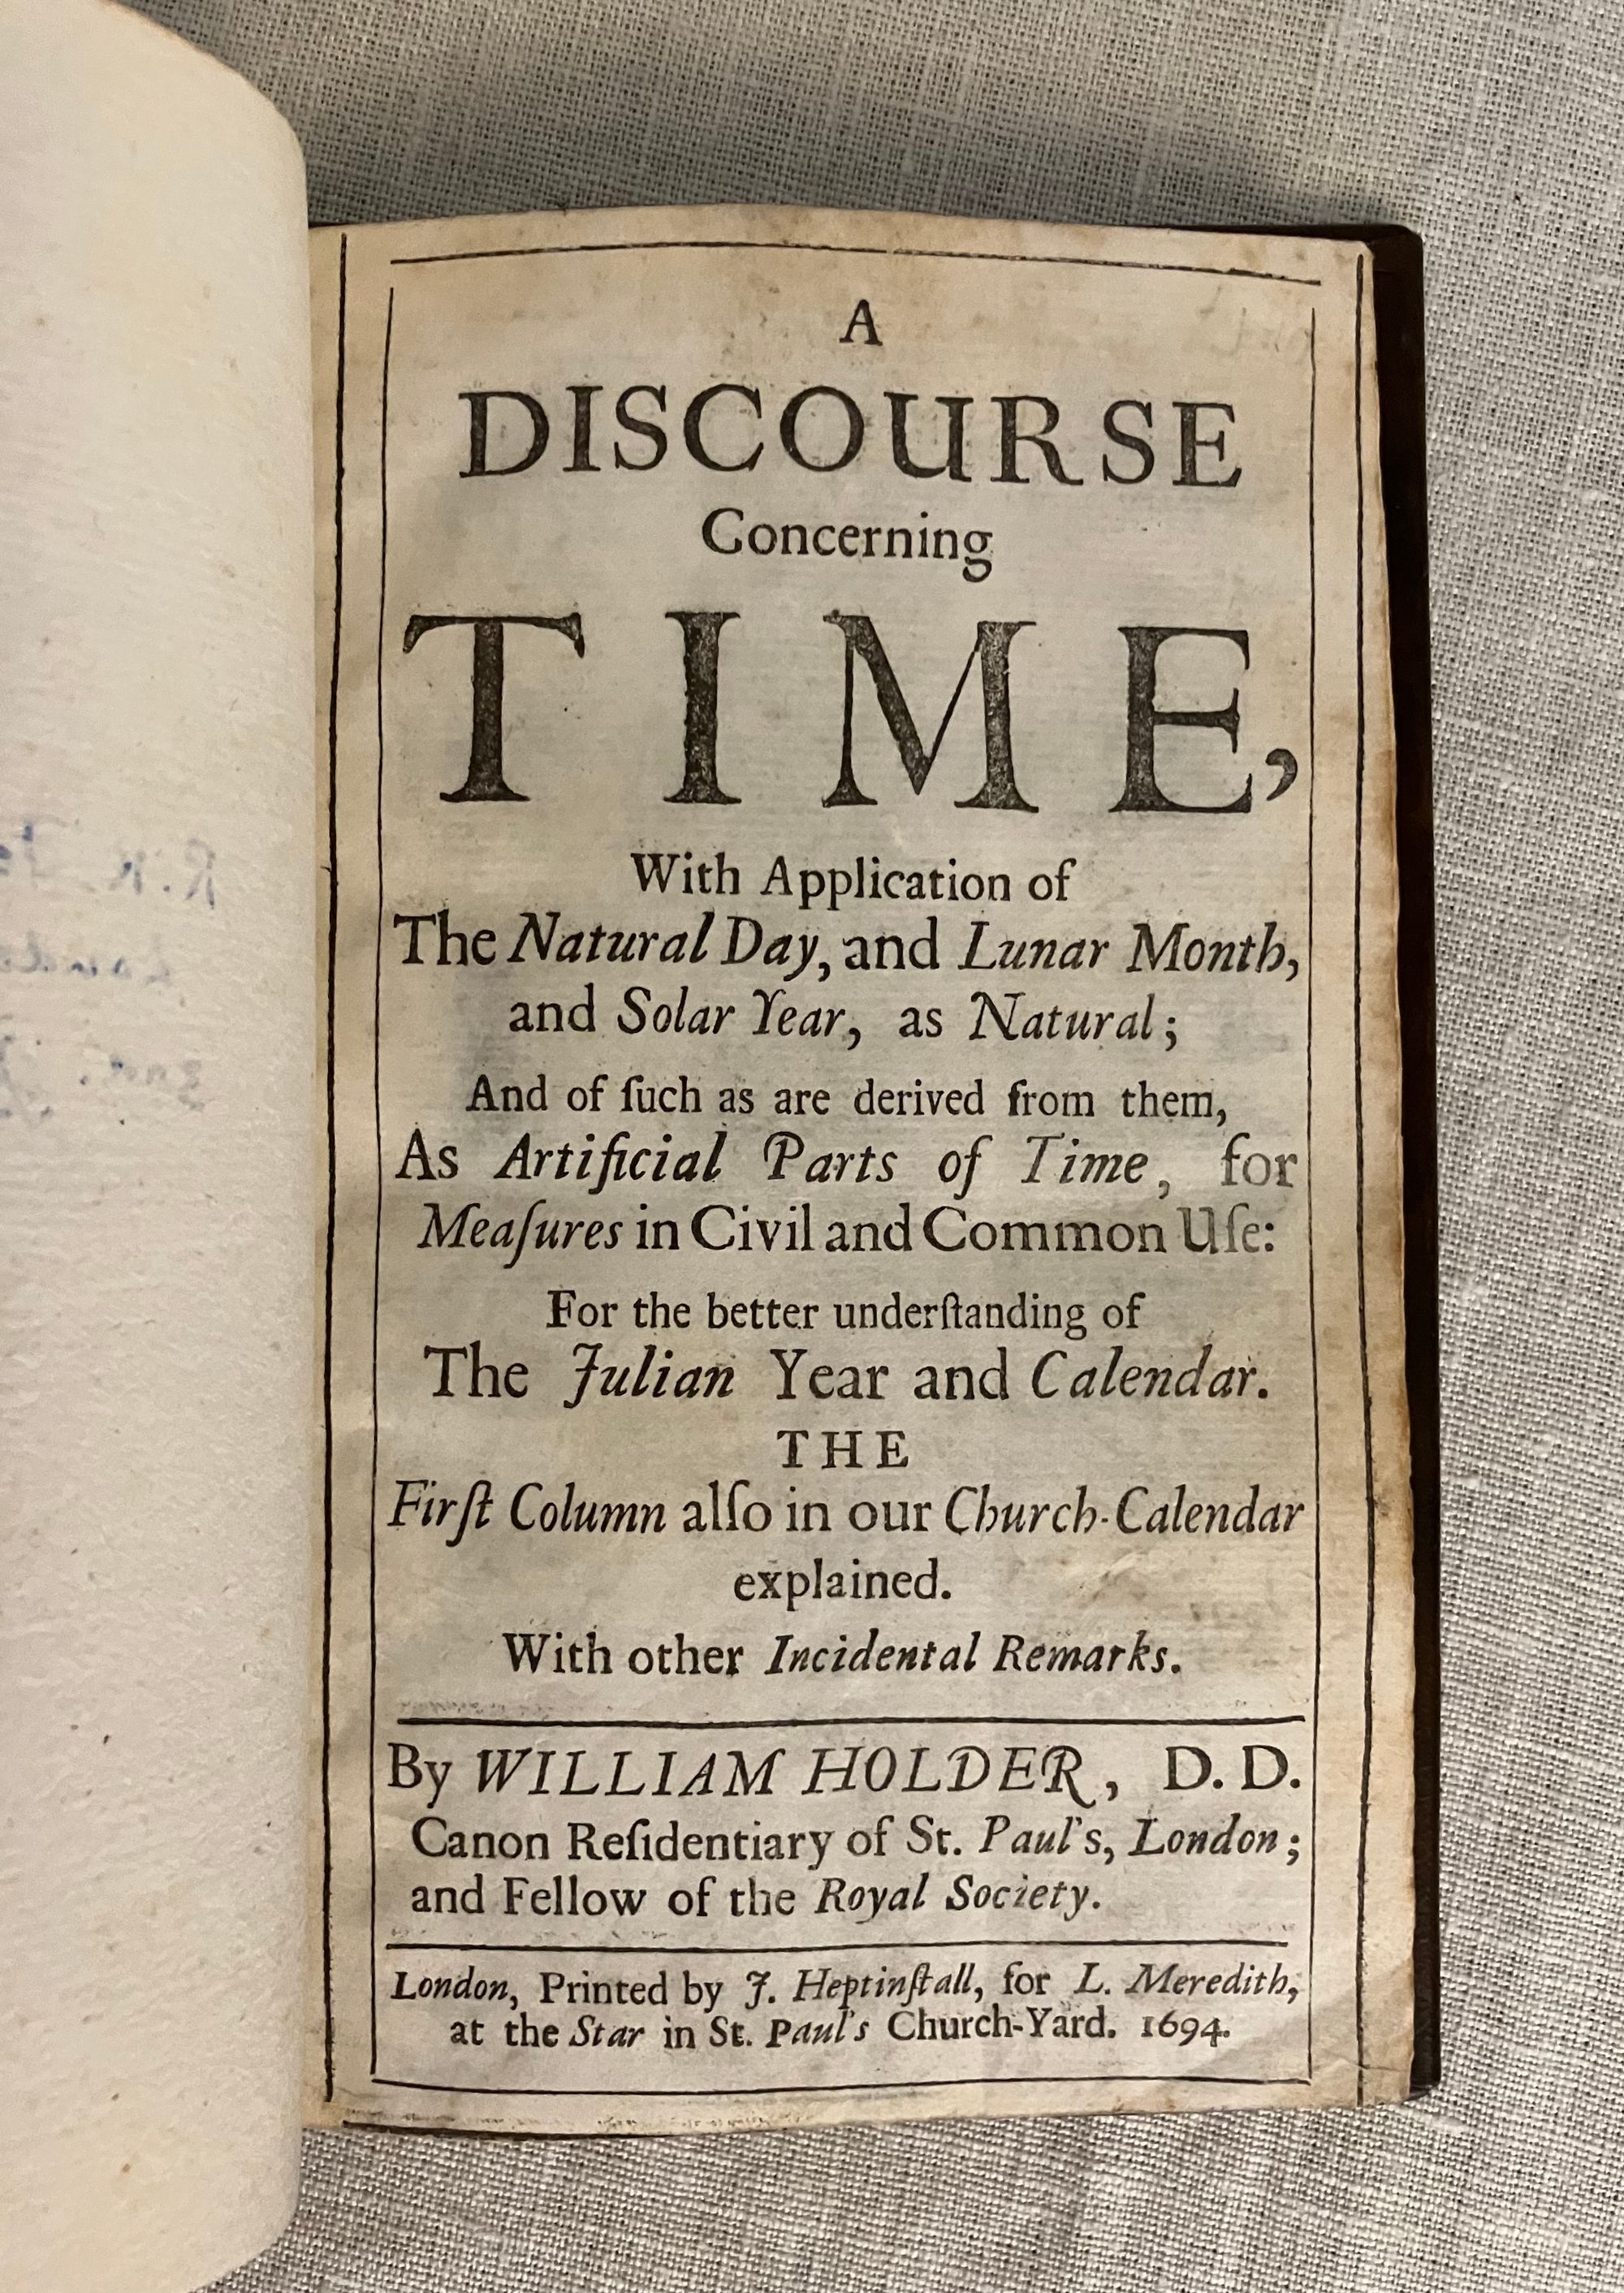 A
DISCOURSE
Concerning
TIME,
With Application of
The Natural Day, and Lunar Month,
and Solar Year, as Natural;
And of ſuch as are derived from them,
As Artificial Parts of Time, for
Meaſures in Civil and Common Uſe:
For the better underſtanding of
The Julian Year and Calendar.
THE
Firſt Column alſo in our Church-Calendar
explained.
With other Incidental Remarks.
By WILLIAM HOLDER, D. D.
Canon Reſidentiary of St. Paul's, London;
and Fellow of the Royal Society.
London, Printed by J. Heptinſtall, for L. Meredith,
at the Star in St. Paul's Church-Yard. 1694.